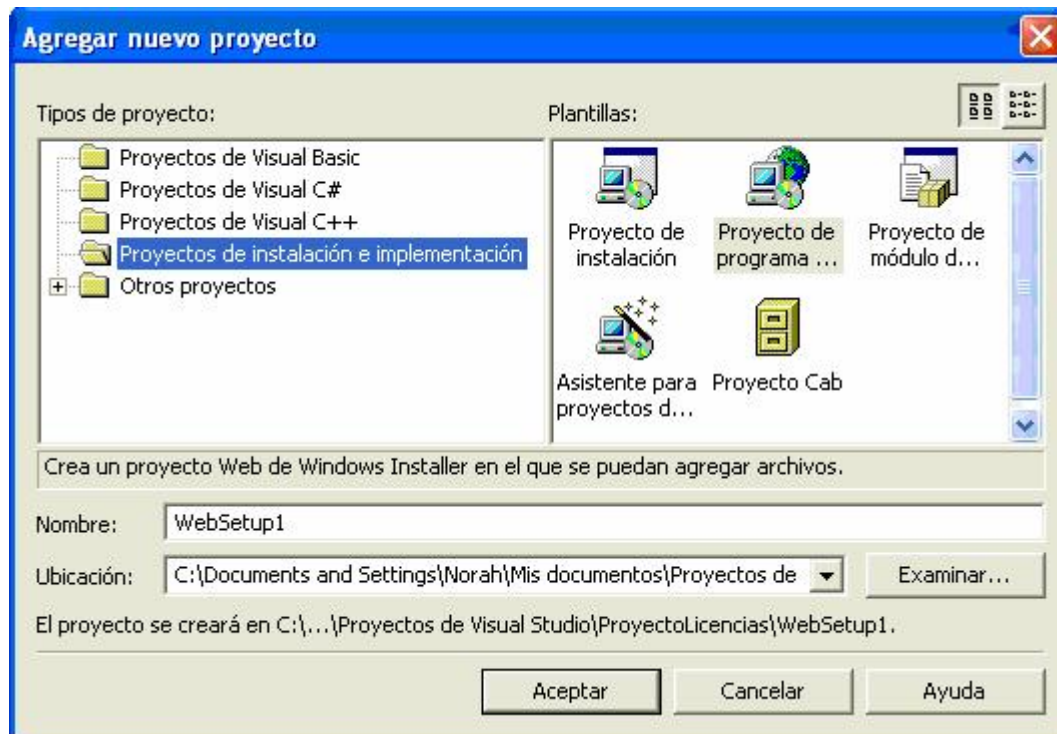 Agregar nuevo proyecto
Tipos de proyecto:
Plantillas:
Proyectos de Visual Basic
Proyectos de Visual C#
Proyectos de Visual C++
Proyectos de instalación e implementación
Otros proyectos
Proyecto de
instalación
Proyecto de
programa ...
Proyecto de
módulo d...
Asistente para
proyectos d...
Proyecto Cab
Crea un proyecto Web de Windows Installer en el que se puedan agregar archivos.
Nombre:
WebSetup1
Ubicación:
C:\Documents and Settings\Norah\Mis documentos\Proyectos de
Examinar...
El proyecto se creará en C:\...\Proyectos de Visual Studio\ProyectoLicencias\WebSetup1.
Aceptar
Cancelar
Ayuda